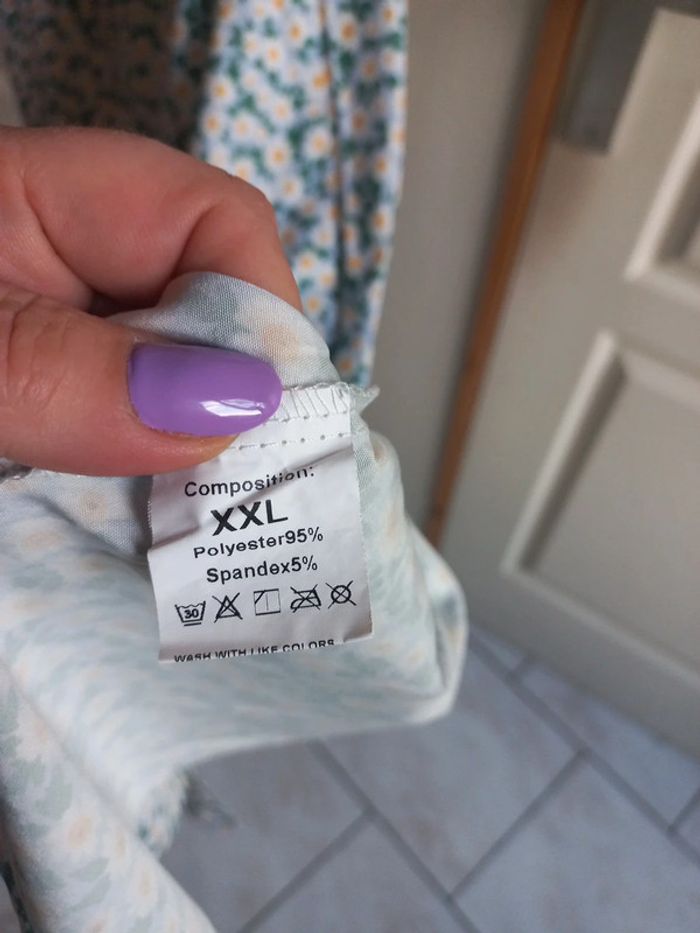 Composition:
XXL
Polyester95%
Spandex5%
30
WASH WITH LIKE COLORS